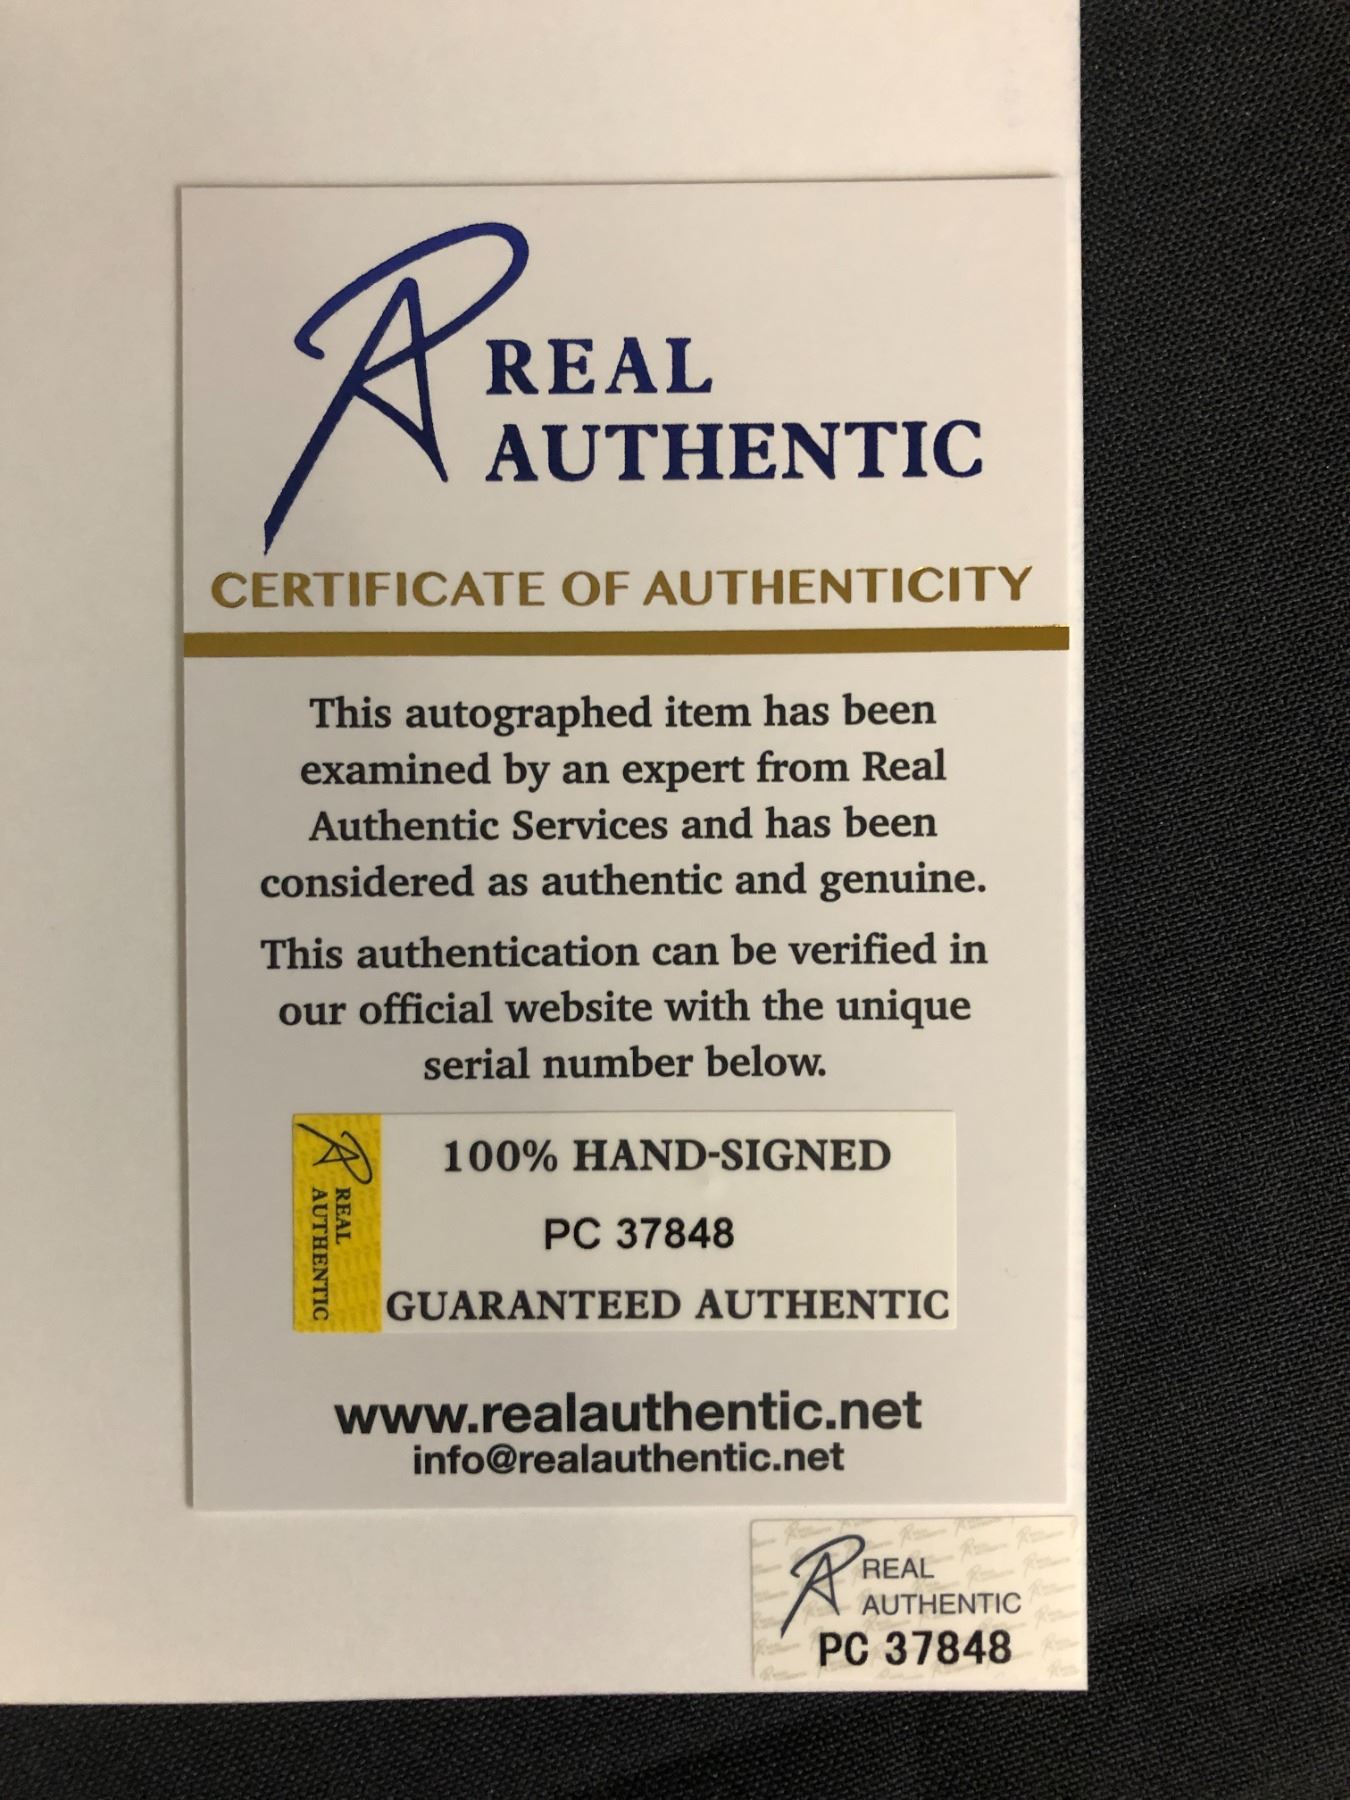 REAL
AUTHENTIC
CERTIFICATE OF AUTHENTICITY
This autographed item has been
examined by an expert from Real
Authentic Services and has been
considered as authentic and genuine.
This authentication can be verified in
our official website with the unique
serial number below.
REAL
AUTHENTIC
100% HAND-SIGNED
PC 37848
GUARANTEED AUTHENTIC
www.realauthentic.net
info@realauthentic.net
REAL
AUTHENTIC
PC 37848